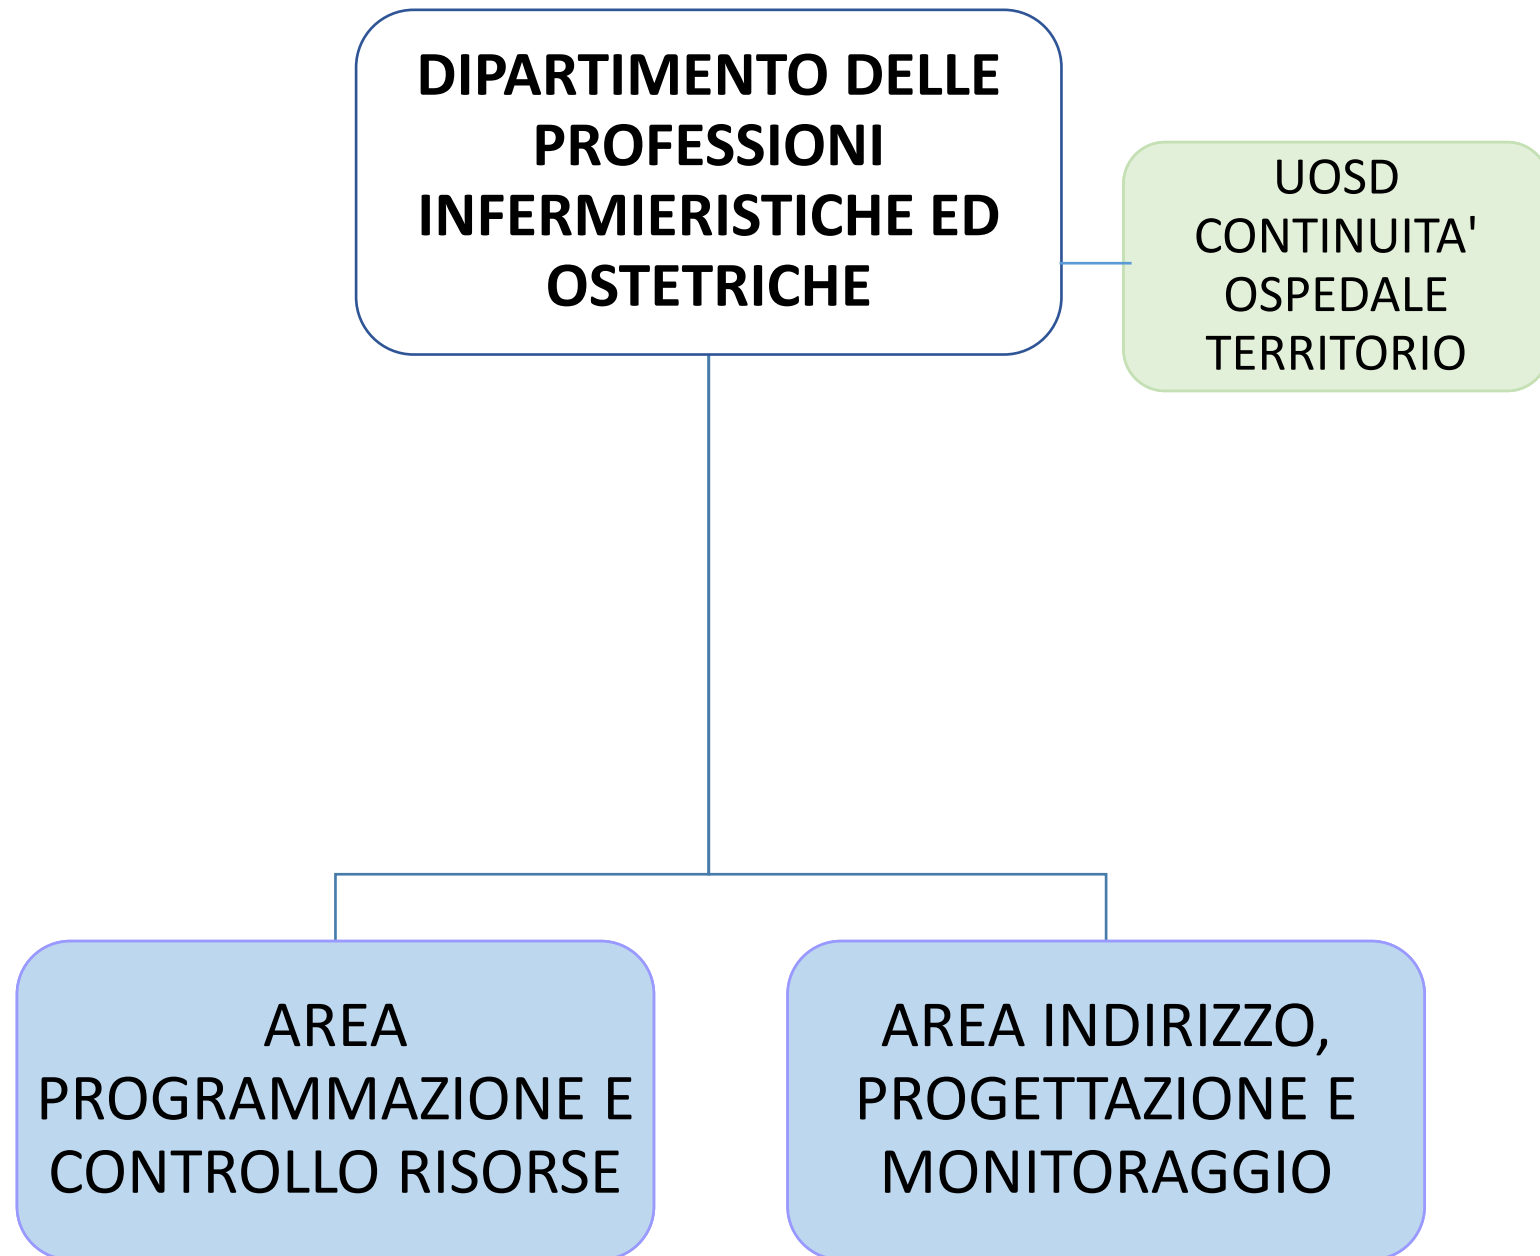 DIPARTIMENTO DELLE
PROFESSIONI
INFERMIERISTICHE ED
OSTETRICHE
UOSD
CONTINUITA'
OSPEDALE
TERRITORIO
AREA
PROGRAMMAZIONE E
CONTROLLO RISORSE
AREA INDIRIZZO,
PROGETTAZIONE E
MONITORAGGIO